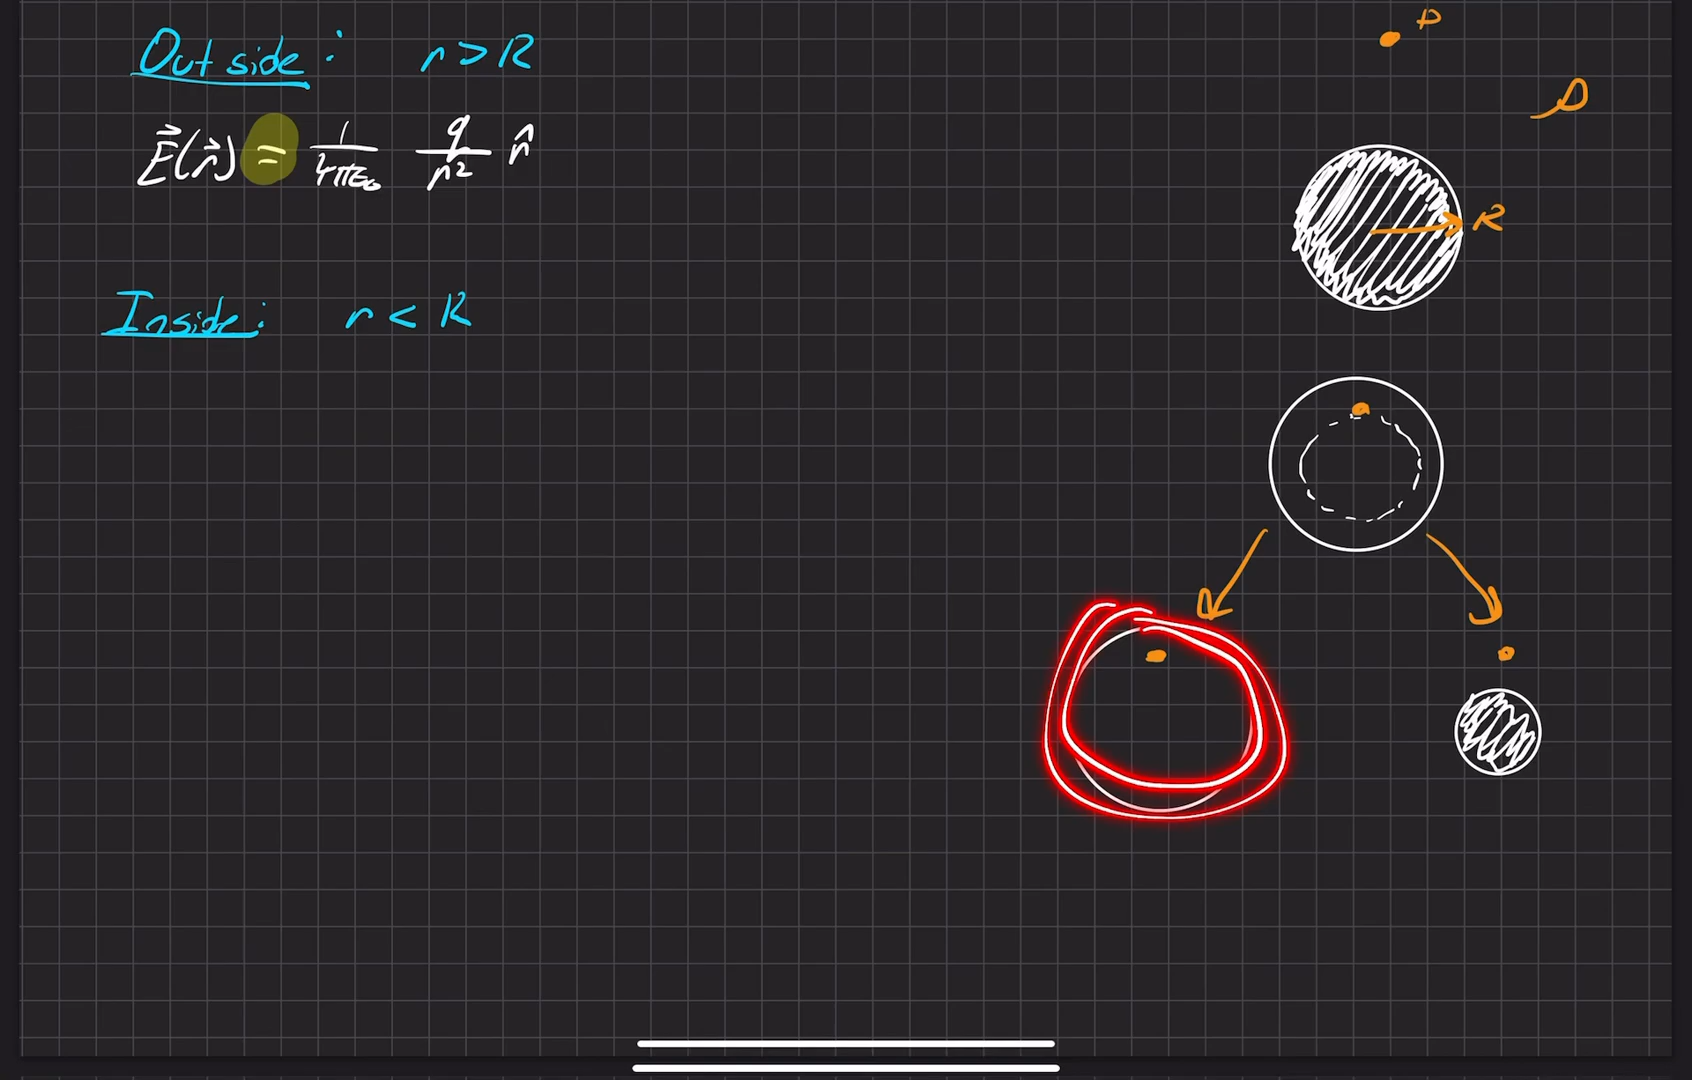 Outside: r > R
P
ρ
E⃗(r⃗) = 1/4πε₀ q/r² r̂
R
Inside: r < R